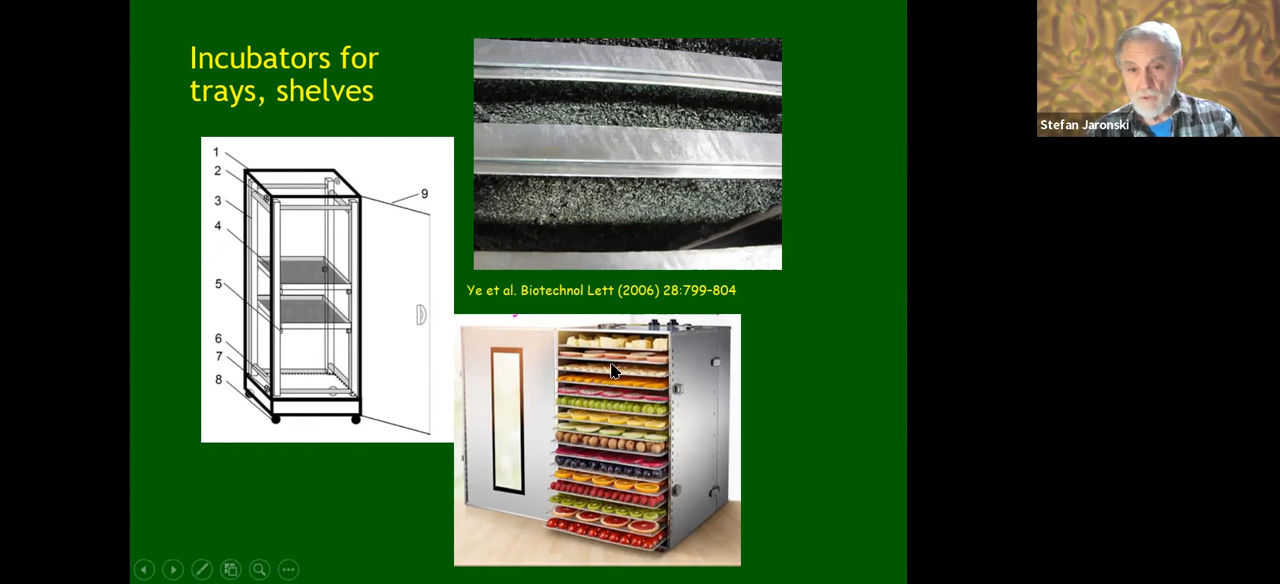 Incubators for
trays, shelves
1
2
3
4
5
6
7
8
9
Ye et al. Biotechnol Lett (2006) 28:799-804
Stefan Jaronski